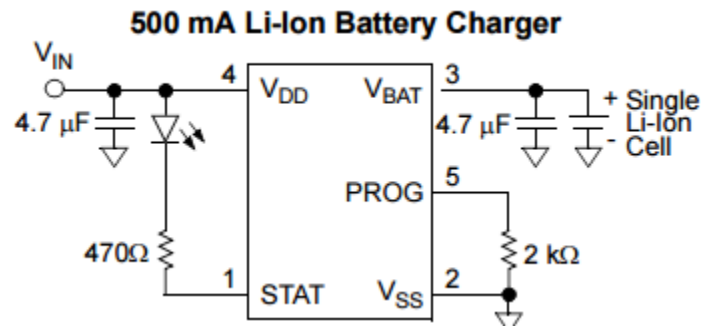 500 mA Li-Ion Battery Charger
VIN
4 VDD VBAT 3
4.7 μF 4.7 μF + Single
Li-Ion
- Cell
PROG 5
470Ω 2 kΩ
1 STAT VSS 2